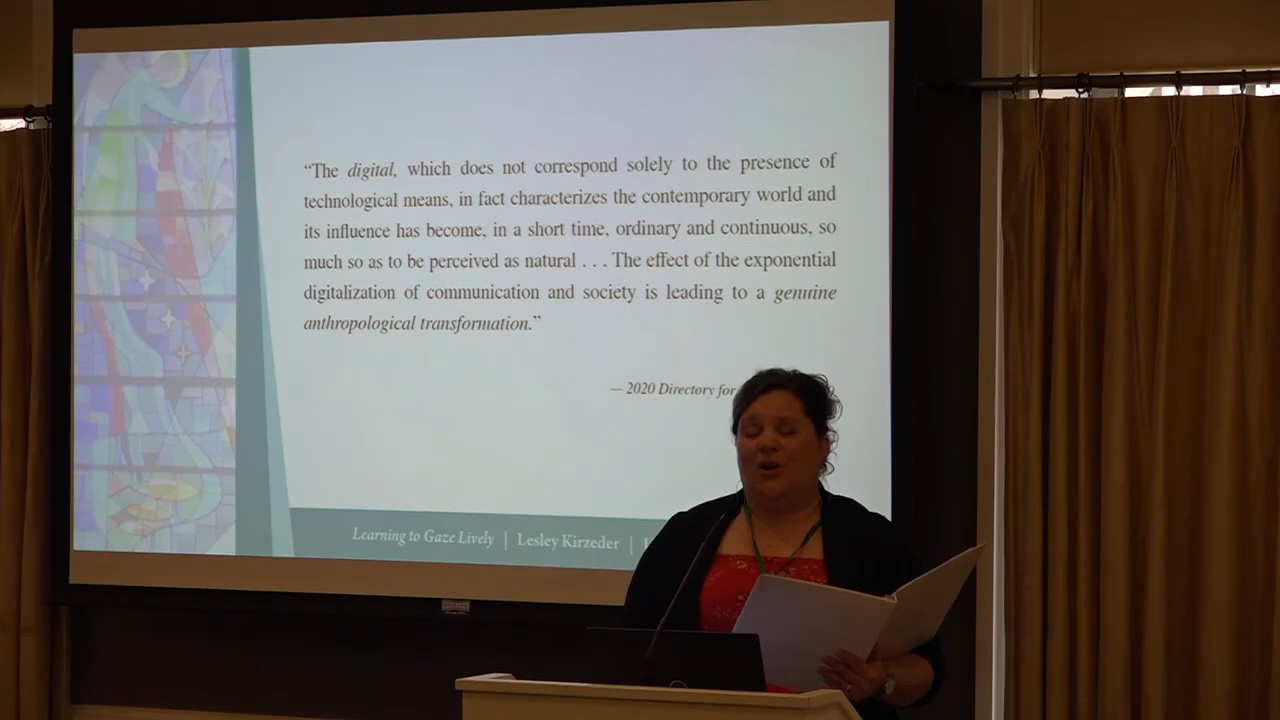 “The digital, which does not correspond solely to the presence of
technological means, in fact characterizes the contemporary world and
its influence has become, in a short time, ordinary and continuous, so
much so as to be perceived as natural . . . The effect of the exponential
digitalization of communication and society is leading to a genuine
anthropological transformation.”
— 2020 Directory for
Learning to Gaze Lively | Lesley Kirzeder |